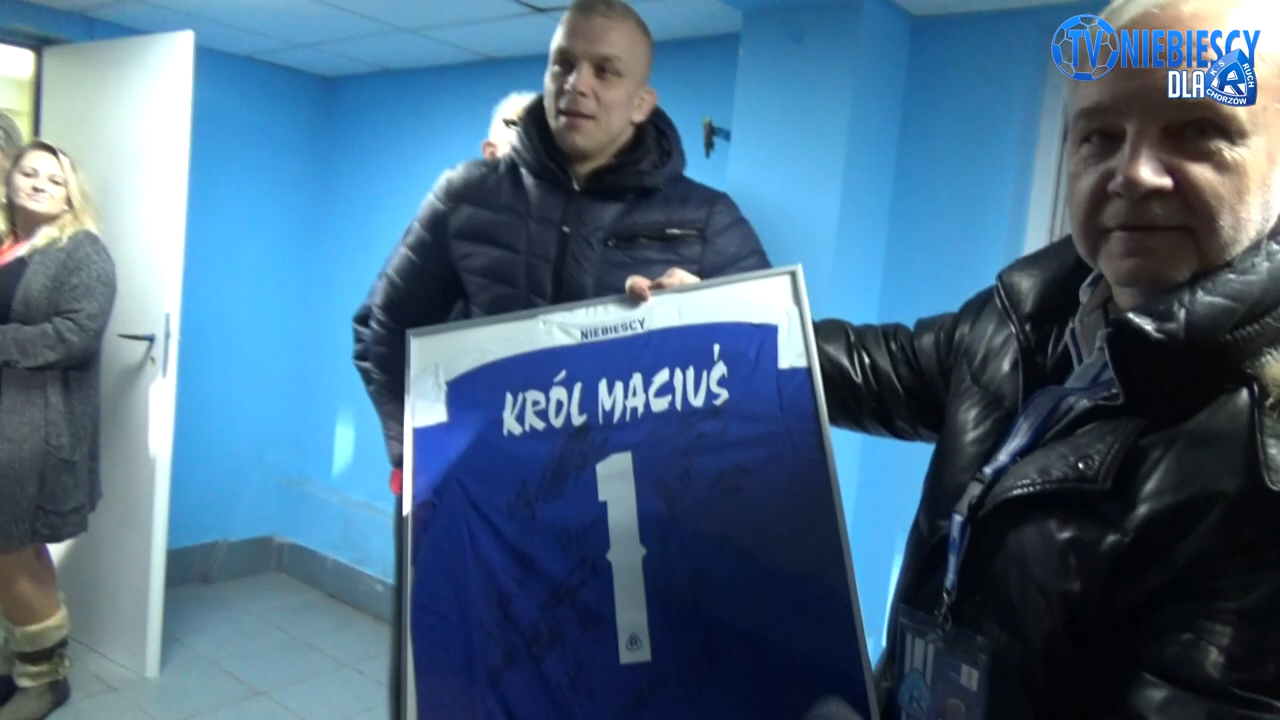 TV NIEBIESCY
DLA
K S RUCH CHORZÓW
NIEBIESCY
KRÓL MACIUŚ
1